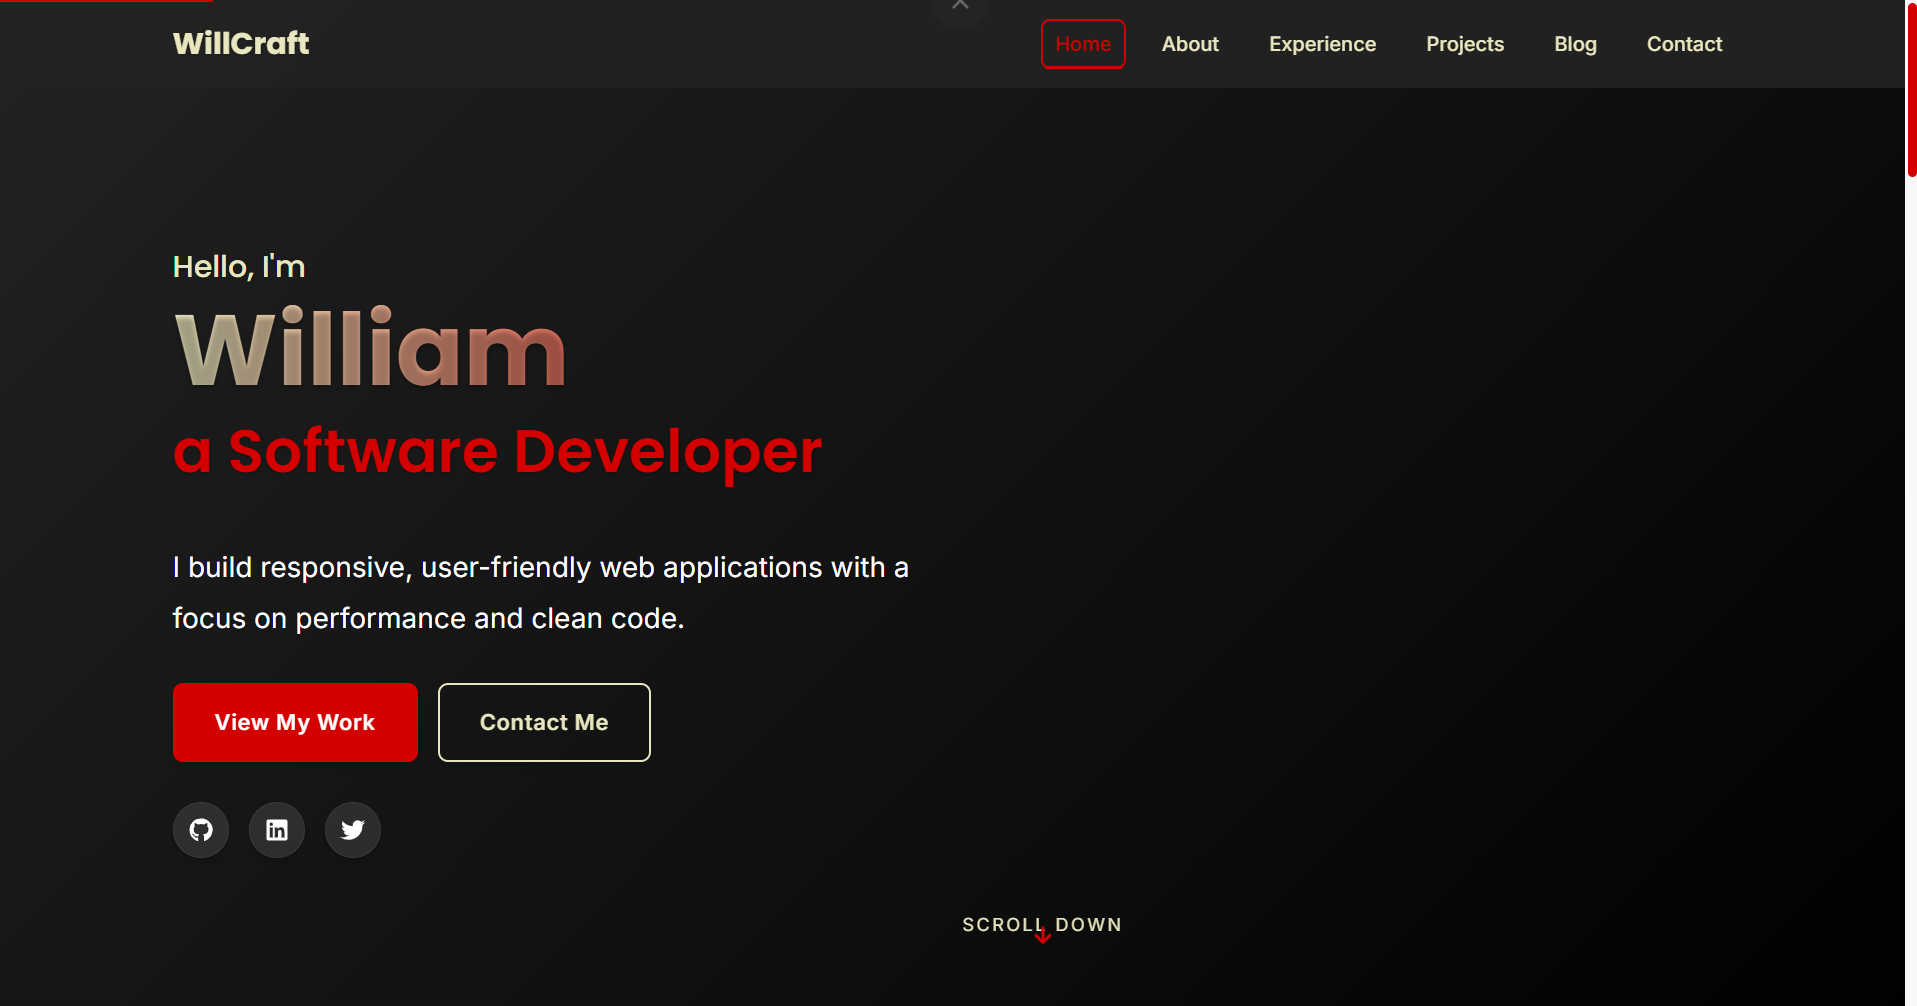 WillCraft
Home
About
Experience
Projects
Blog
Contact
Hello, I'm
William
a Software Developer
I build responsive, user-friendly web applications with a
focus on performance and clean code.
View My Work
Contact Me
SCROLL DOWN